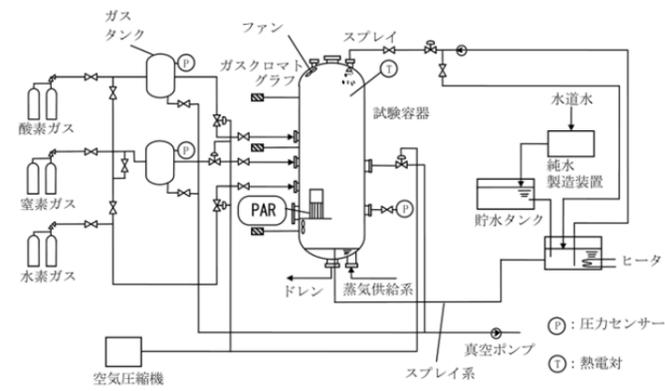 ガス
タンク
ファン
スプレイ
ガスクロマト
グラフ
P
T
試験容器
水道水
酸素ガス
純水
製造装置
P
貯水タンク
窒素ガス
PAR
P
ヒータ
水素ガス
ドレン
蒸気供給系
P:圧力センサー
真空ポンプ
T:熱電対
スプレイ系
空気圧縮機